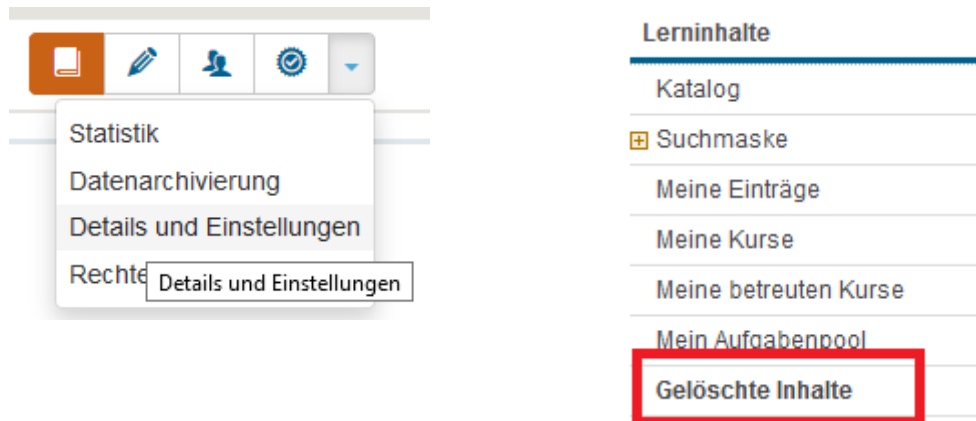 Statistik
Datenarchivierung
Details und Einstellungen
Rechte
Details und Einstellungen
Lerninhalte
Katalog
Suchmaske
Meine Einträge
Meine Kurse
Meine betreuten Kurse
Mein Aufgabenpool
Gelöschte Inhalte